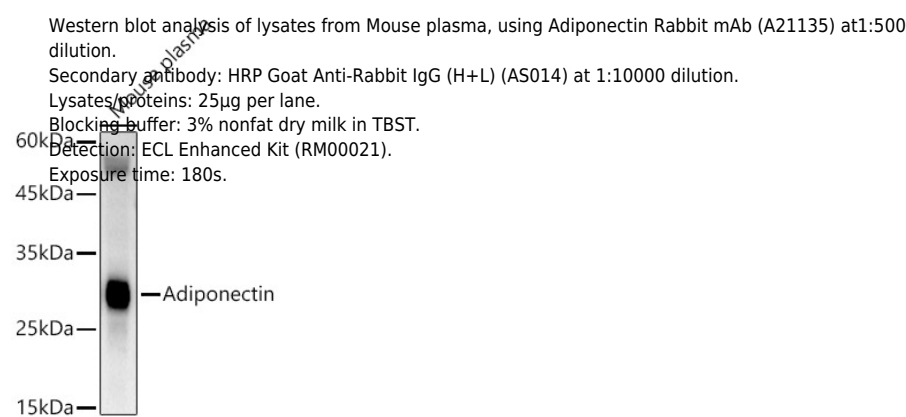 Western blot analysis of lysates from Mouse plasma, using Adiponectin Rabbit mAb (A21135) at1:500
dilution.
Secondary antibody: HRP Goat Anti-Rabbit IgG (H+L) (AS014) at 1:10000 dilution.
Lysates/proteins: 25μg per lane.
Blocking buffer: 3% nonfat dry milk in TBST.
Detection: ECL Enhanced Kit (RM00021).
Exposure time: 180s.
Mouse plasma
60kDa
45kDa
35kDa
Adiponectin
25kDa
15kDa